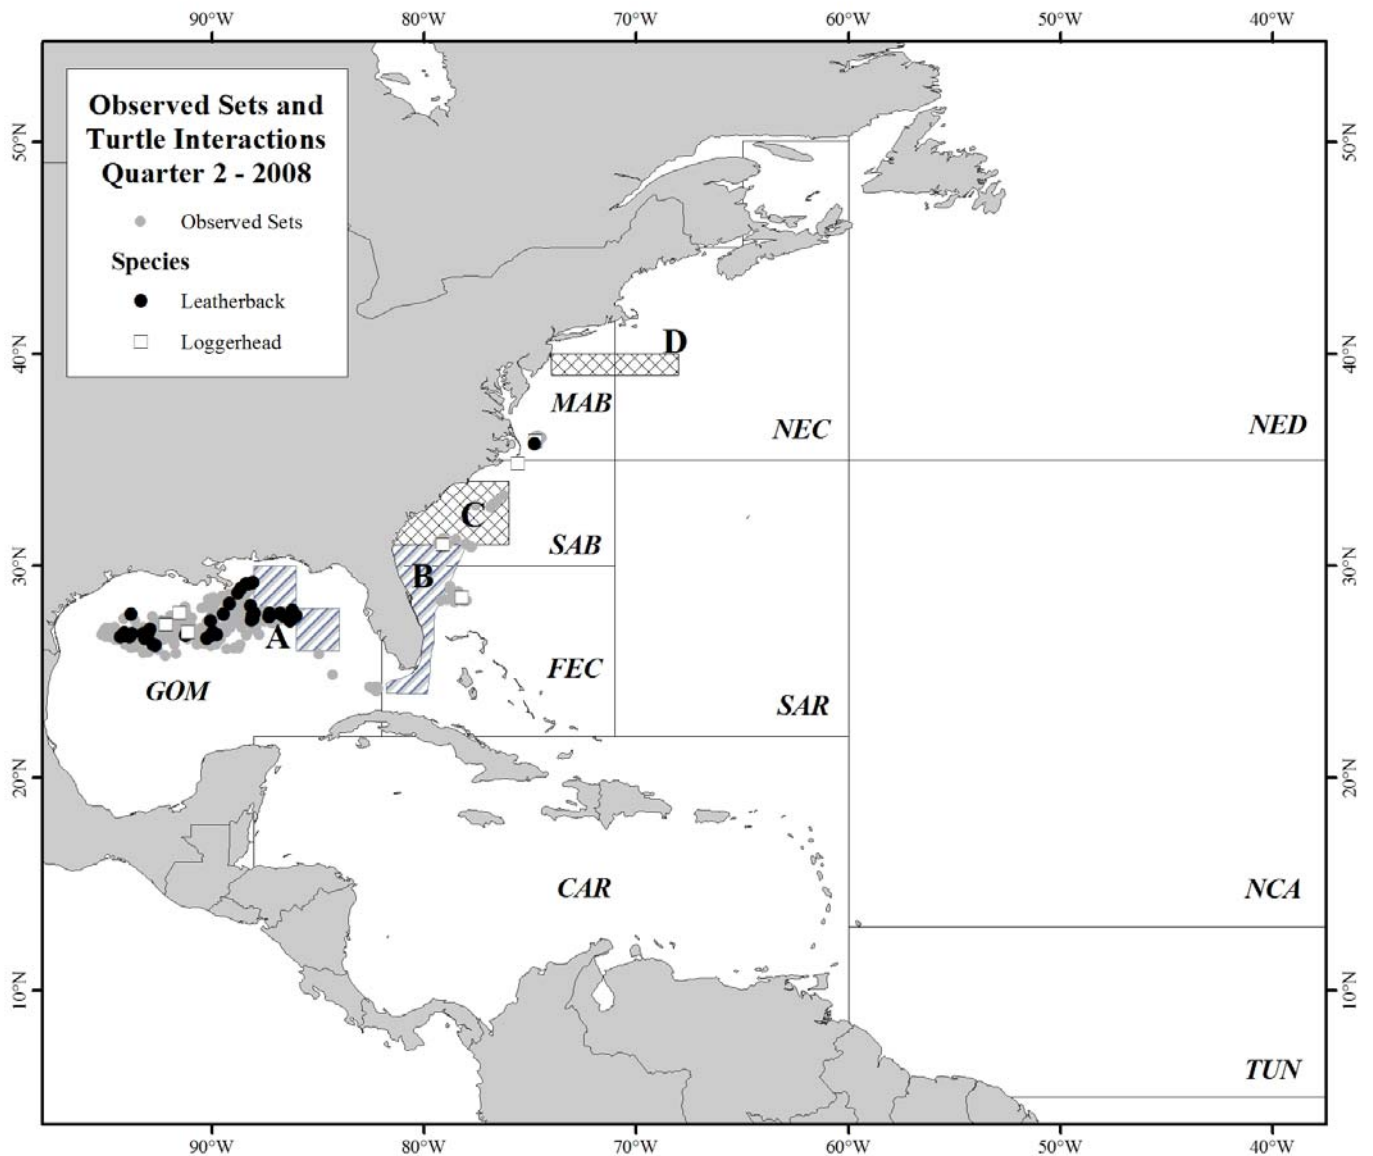 90°W 80°W 70°W 60°W 50°W 40°W
Observed Sets and
Turtle Interactions
Quarter 2 - 2008
Observed Sets
Species
Leatherback
Loggerhead
50°N 50°N
40°N 40°N
D
MAB
NEC
NED
C
SAB
30°N 30°N
B
A
FEC
GOM
SAR
20°N 20°N
CAR
NCA
10°N 10°N
TUN
90°W 80°W 70°W 60°W 50°W 40°W